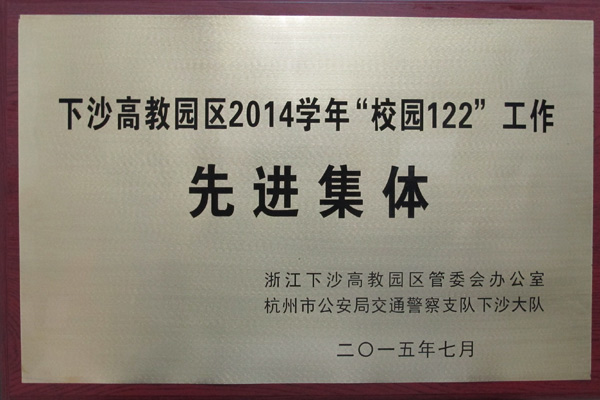 下沙高教园区2014学年“校园122”工作
先进集体
浙江下沙高教园区管委会办公室
杭州市公安局交通警察支队下沙大队
二〇一五年七月